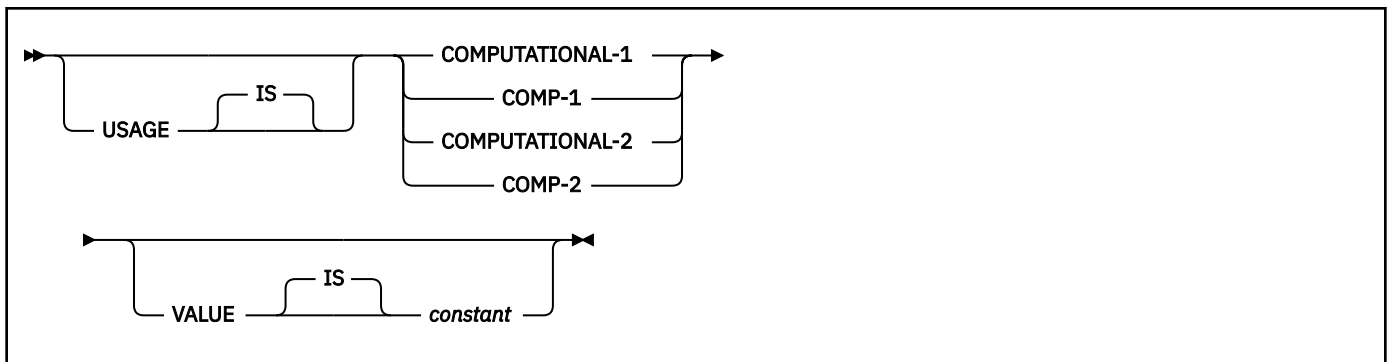 COMPUTATIONAL-1
IS
COMP-1
USAGE
COMPUTATIONAL-2
COMP-2
IS
VALUE constant